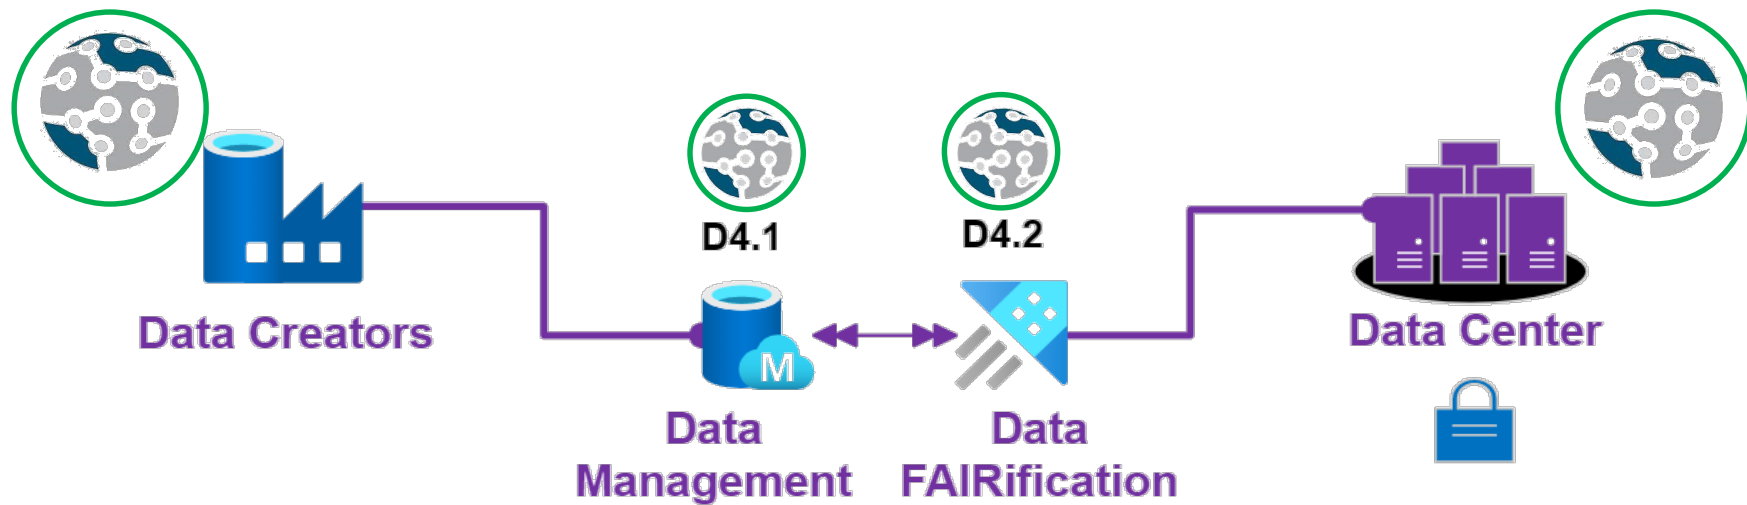 D4.1
D4.2
Data Creators
Data Center
M
Data
Management
Data
FAIRification